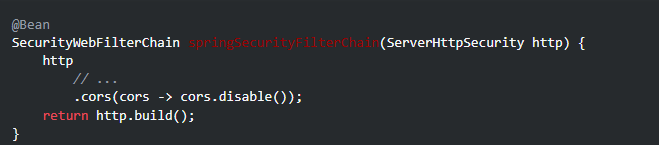 @Bean
SecurityWebFilterChain springSecurityFilterChain(ServerHttpSecurity http) {
    http
        // ...
        .cors(cors -> cors.disable());
    return http.build();
}